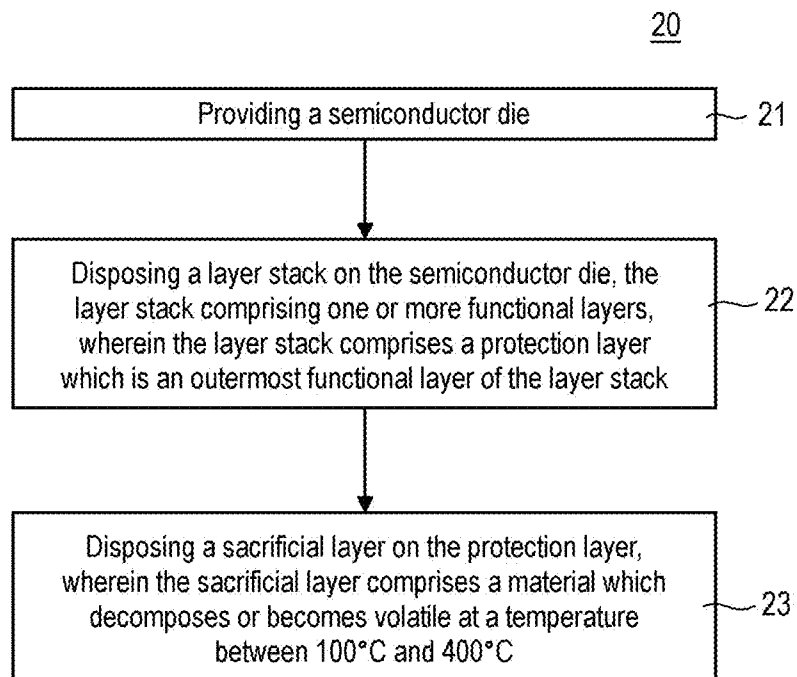 20
Providing a semiconductor die
21
Disposing a layer stack on the semiconductor die, the
layer stack comprising one or more functional layers,
wherein the layer stack comprises a protection layer
which is an outermost functional layer of the layer stack
22
Disposing a sacrificial layer on the protection layer,
wherein the sacrificial layer comprises a material which
decomposes or becomes volatile at a temperature
between 100°C and 400°C
23